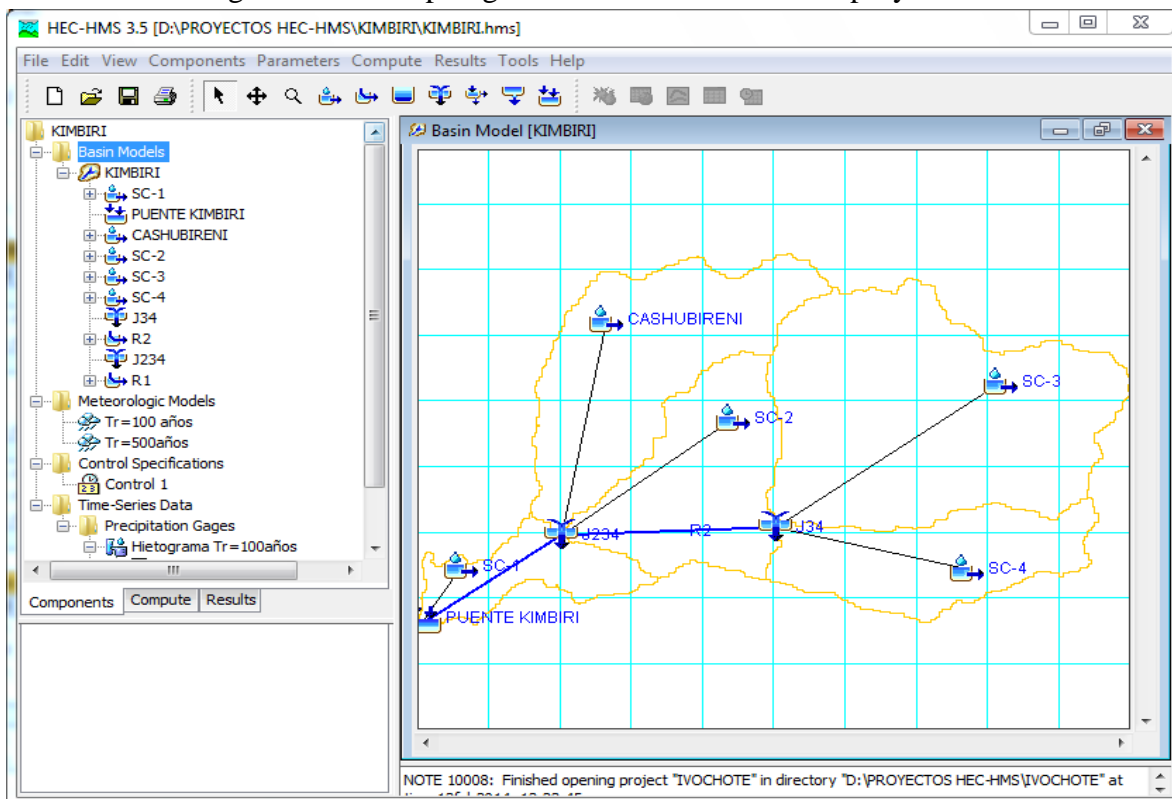 HEC-HMS 3.5 [D:\PROYECTOS HEC-HMS\KIMBIRI\KIMBIRI.hms]
File Edit View Components Parameters Compute Results Tools Help
KIMBIRI
Basin Models
KIMBIRI
SC-1
PUENTE KIMBIRI
CASHUBIRENI
SC-2
SC-3
SC-4
J34
R2
J234
R1
Meteorologic Models
Tr=100 años
Tr=500años
Control Specifications
Control 1
Time-Series Data
Precipitation Gages
Hietograma Tr=100años
Components Compute Results
Basin Model [KIMBIRI]
CASHUBIRENI
SC-3
SC-2
J234
R2
J34
SC-1
SC-4
PUENTE KIMBIRI
NOTE 10008: Finished opening project "IVOCHOTE" in directory "D:\PROYECTOS HEC-HMS\IVOCHOTE" at